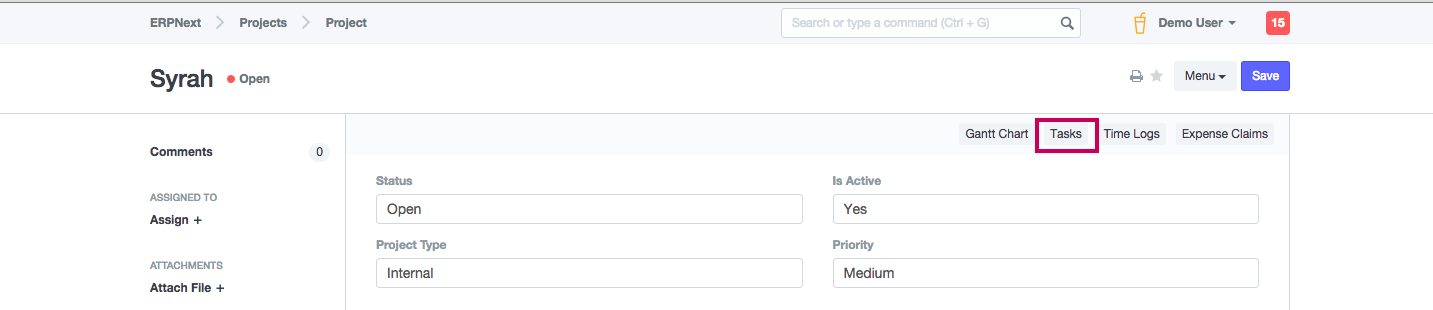 ERPNext Projects Project Search or type a command (Ctrl + G) Demo User 15
Syrah Open Menu Save
Gantt Chart Tasks Time Logs Expense Claims
Comments 0
Status Is Active
ASSIGNED TO
Open Yes
Assign +
Project Type Priority
ATTACHMENTS
Internal Medium
Attach File +